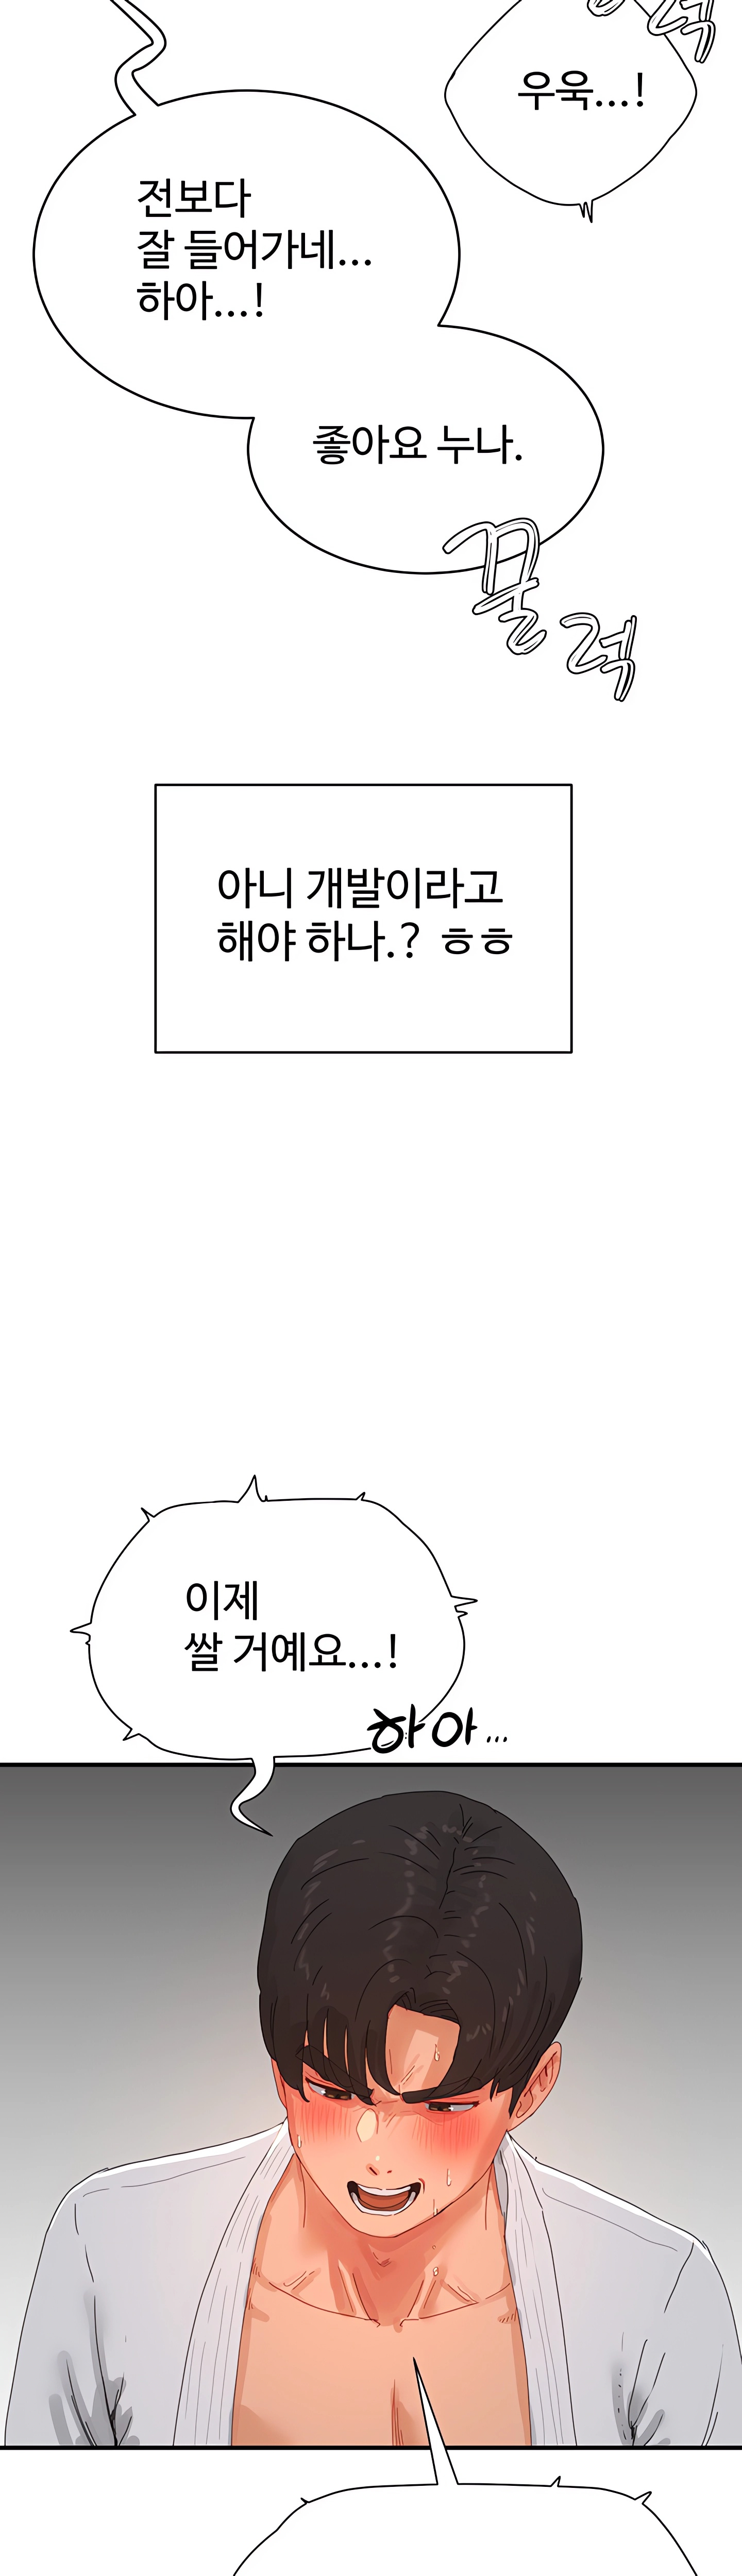 우욱...!
전보다
잘 들어가네...
하아...!
좋아요 누나.
꿀럭
아니 개발이라고
해야 하나.? ㅎㅎ
이제
쌀 거예요...!
하아...